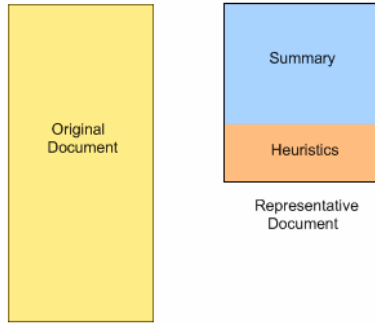 Original
Document
Summary
Heuristics
Representative
Document